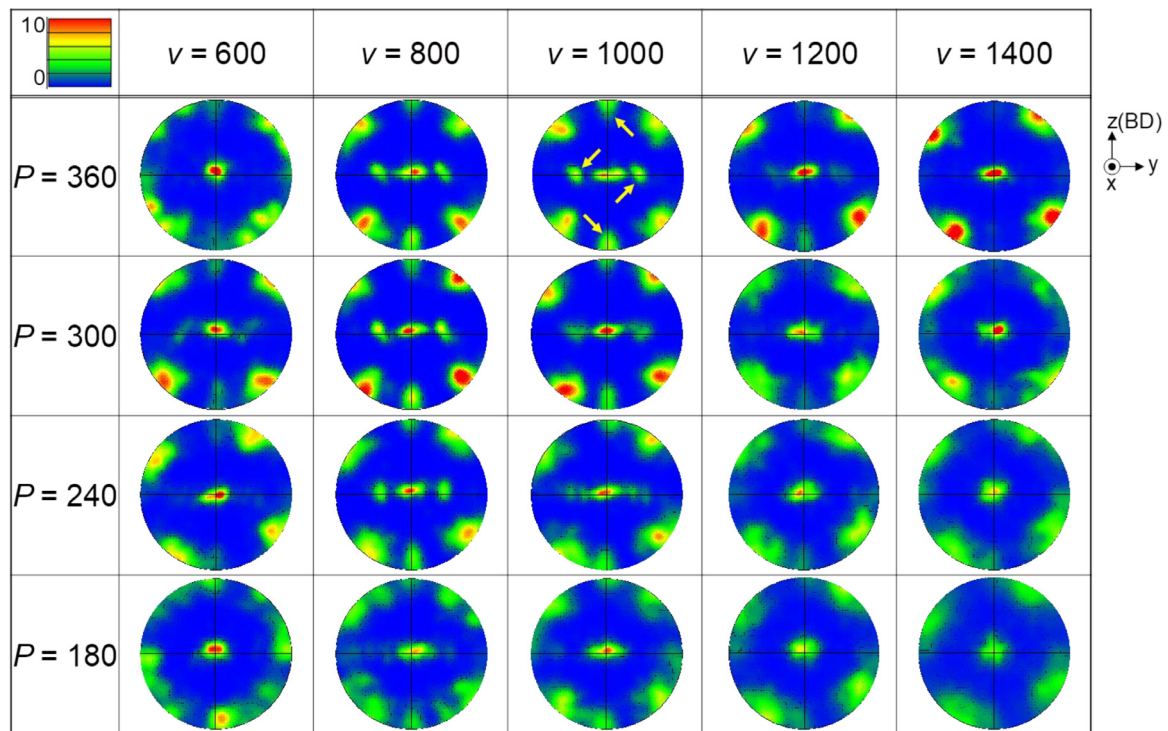 10
0
v = 600 v = 800 v = 1000 v = 1200 v = 1400
P = 360
z(BD)
y
x
P = 300
P = 240
P = 180